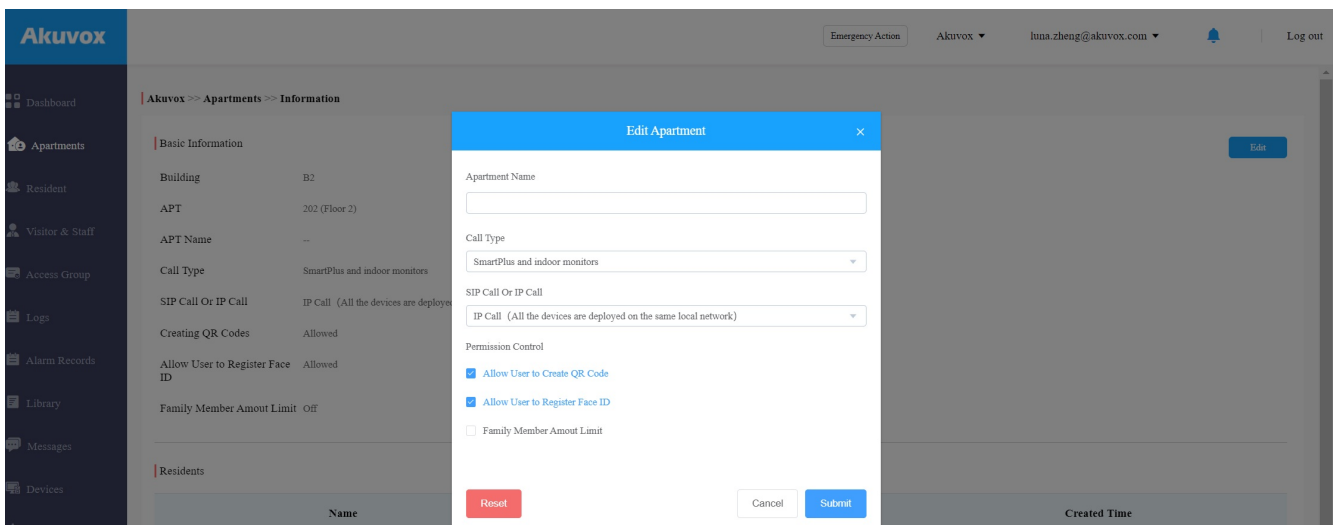 Akuvox
Emergency Action
Akuvox
luna.zheng@akuvox.com
Log out
Dashboard
Apartments
Resident
Visitor & Staff
Access Group
Logs
Alarm Records
Library
Messages
Devices
Akuvox >> Apartments >> Information
Basic Information
Edit
Building B2
APT 202 (Floor 2)
APT Name --
Call Type SmartPlus and indoor monitors
SIP Call Or IP Call IP Call (All the devices are deployed
Creating QR Codes Allowed
Allow User to Register Face Allowed
ID
Family Member Amout Limit Off
Residents
Name
Created Time
Edit Apartment
Apartment Name
Call Type
SmartPlus and indoor monitors
SIP Call Or IP Call
IP Call (All the devices are deployed on the same local network)
Permission Control
Allow User to Create QR Code
Allow User to Register Face ID
Family Member Amout Limit
Reset
Cancel
Submit